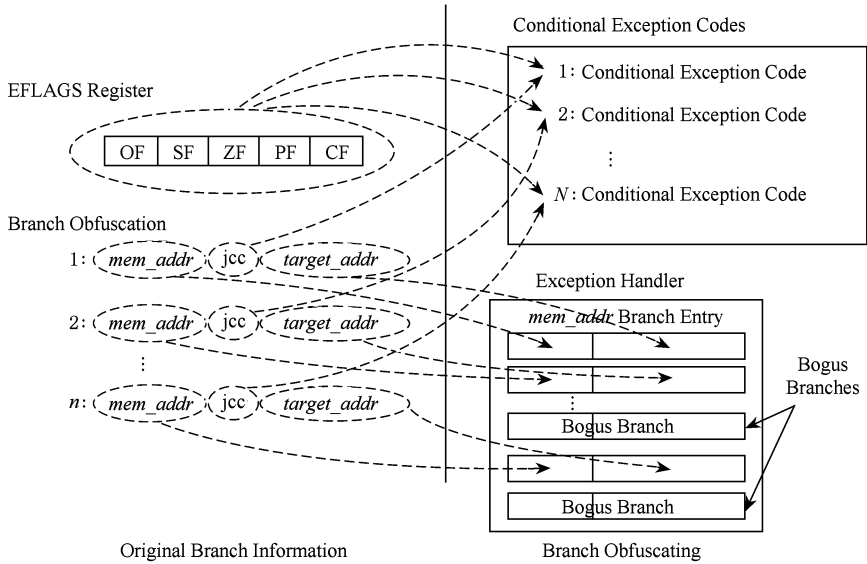 Conditional Exception Codes
1: Conditional Exception Code
2: Conditional Exception Code
⋮
N: Conditional Exception Code
EFLAGS Register
OF SF ZF PF CF
Branch Obfuscation
1: mem_addr jcc target_addr
2: mem_addr jcc target_addr
⋮
n: mem_addr jcc target_addr
Exception Handler
mem_addr Branch Entry
⋮
Bogus Branch
Bogus Branch
Bogus
Branches
Original Branch Information
Branch Obfuscating